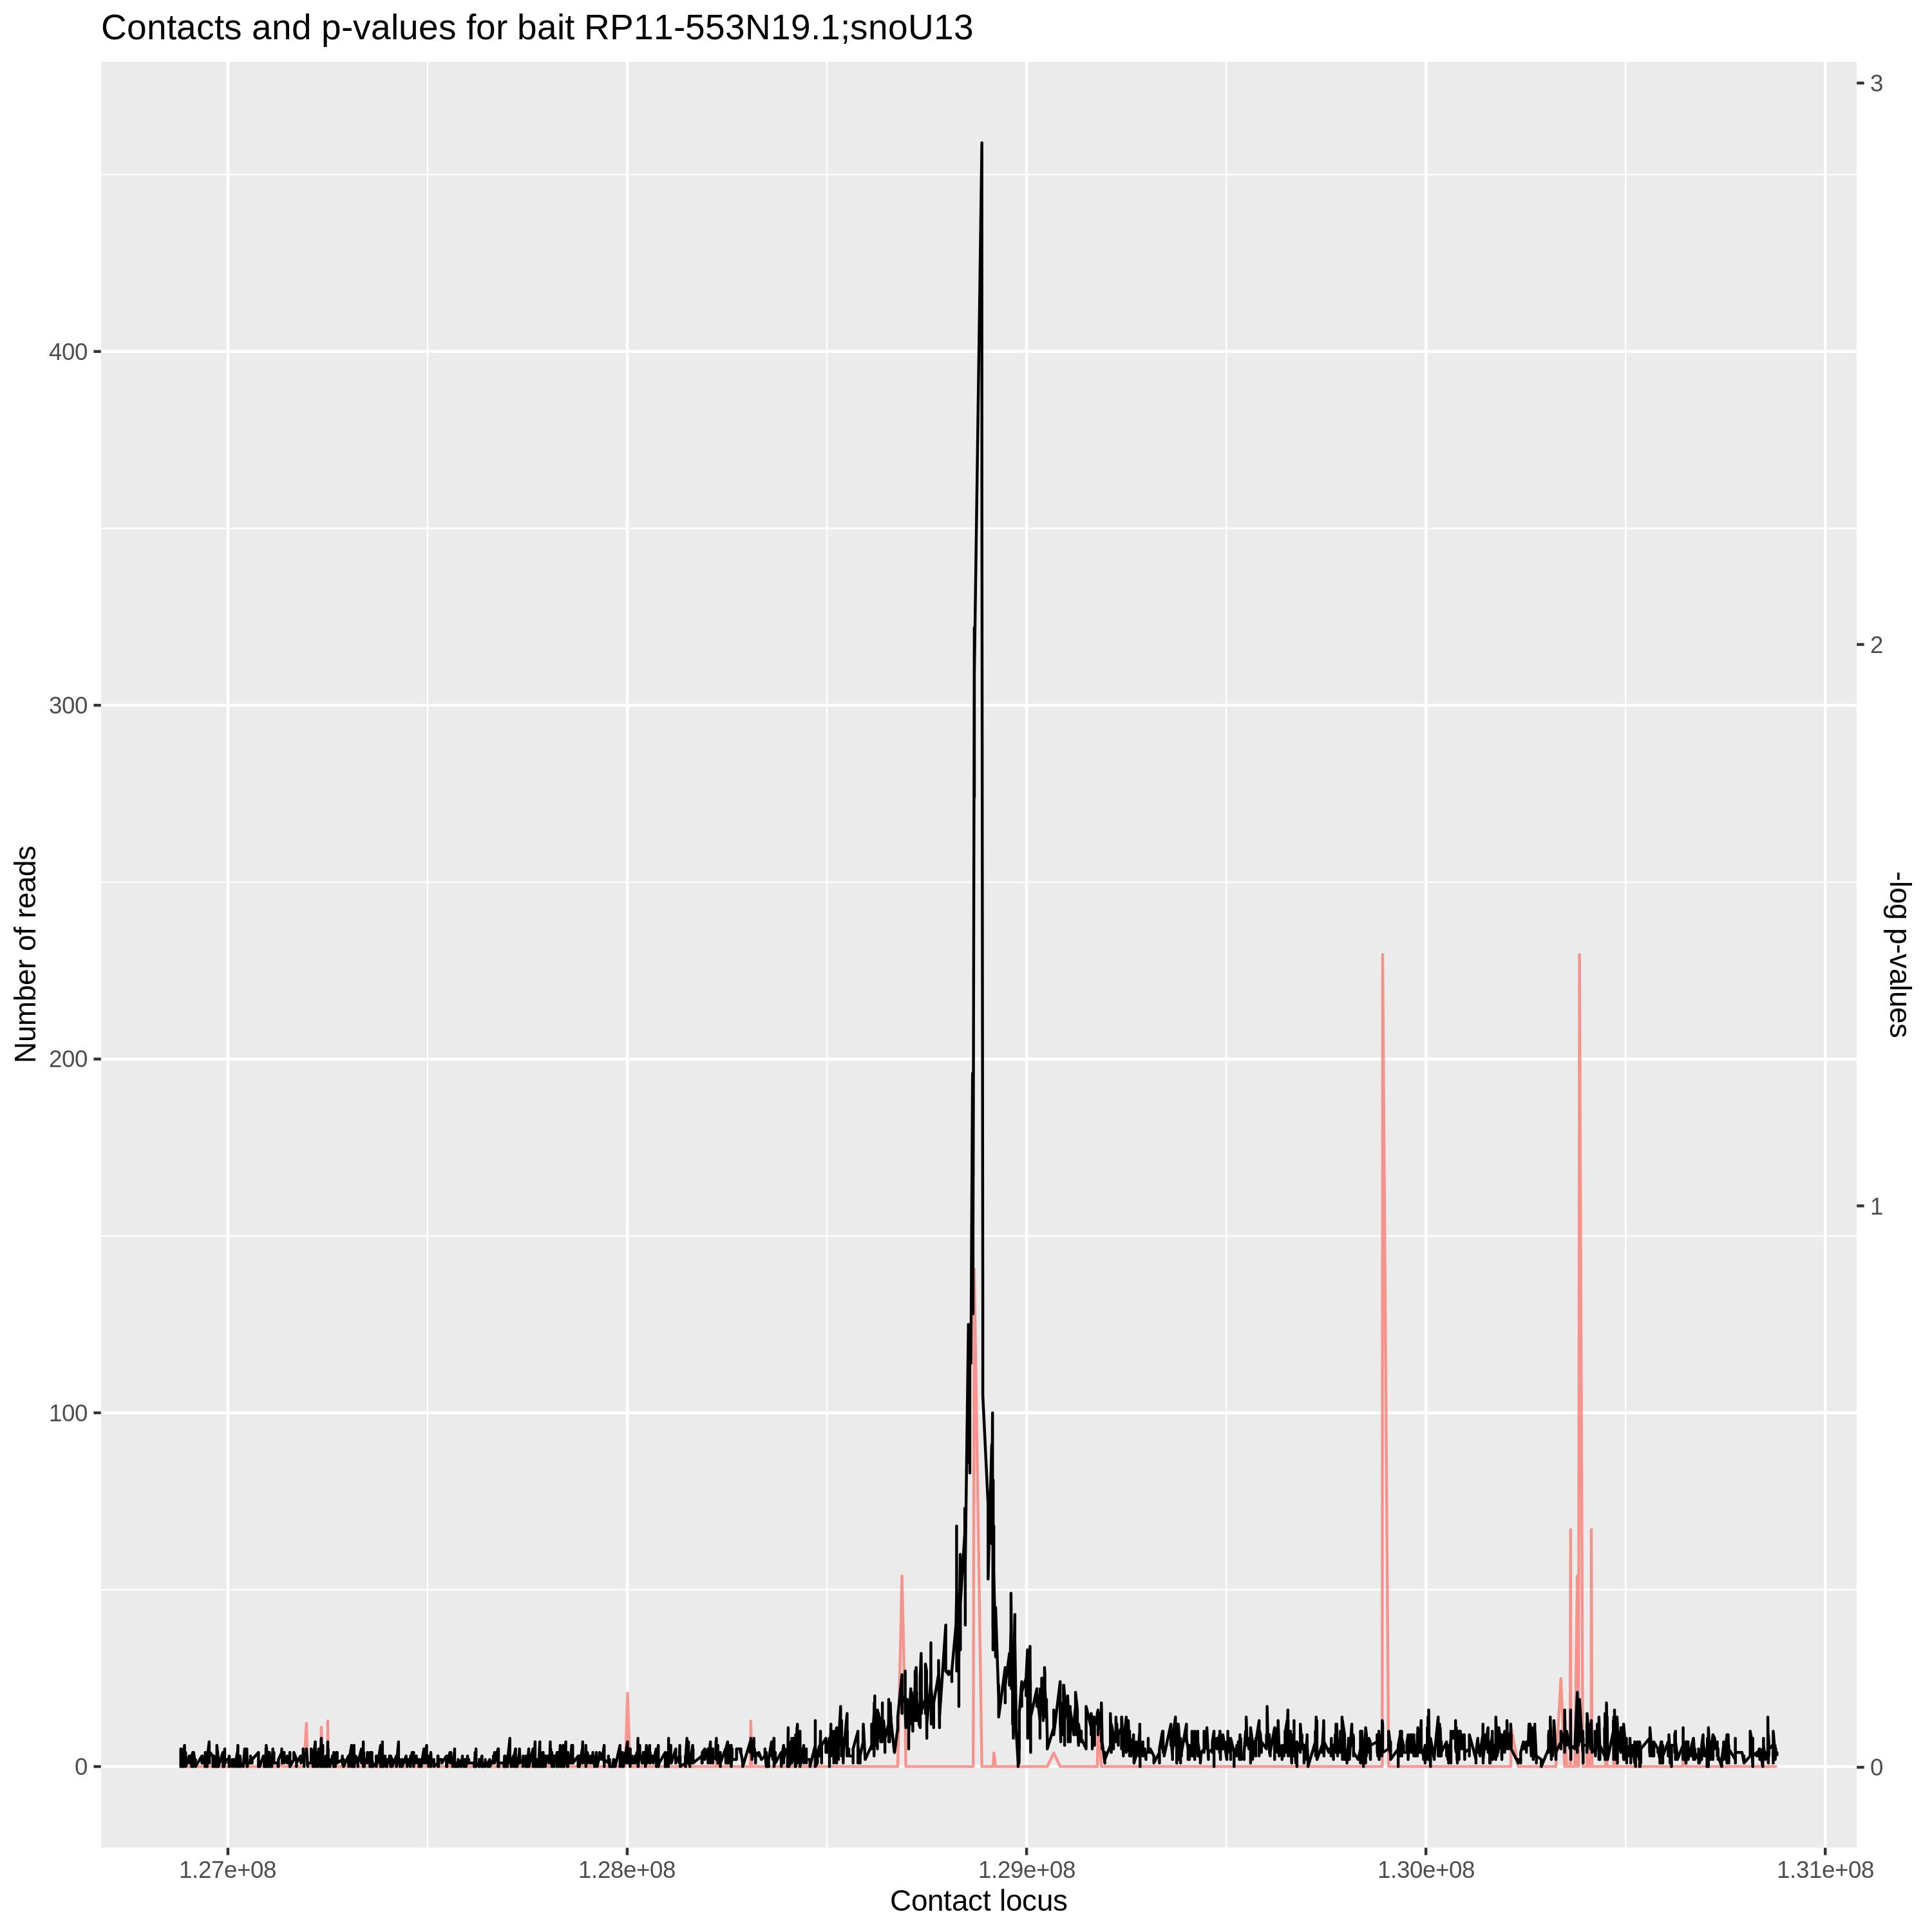 Contacts and p-values for bait RP11-553N19.1;snoU13
Number of reads
400
300
200
100
0
3
2
1
0
-log p-values
1.27e+08
1.28e+08
1.29e+08
1.30e+08
1.31e+08
Contact locus